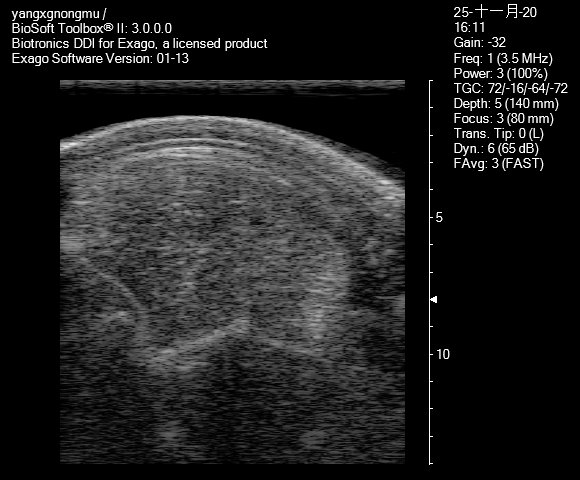 yangxgnongmu /
BioSoft Toolbox® II: 3.0.0.0
Biotronics DDI for Exago, a licensed product
Exago Software Version: 01-13
25-十一月-20
16:11
Gain: -32
Freq: 1 (3.5 MHz)
Power: 3 (100%)
TGC: 72/-16/-64/-72
Depth: 5 (140 mm)
Focus: 3 (80 mm)
Trans. Tip: 0 (L)
Dyn.: 6 (65 dB)
FAvg: 3 (FAST)
5
10